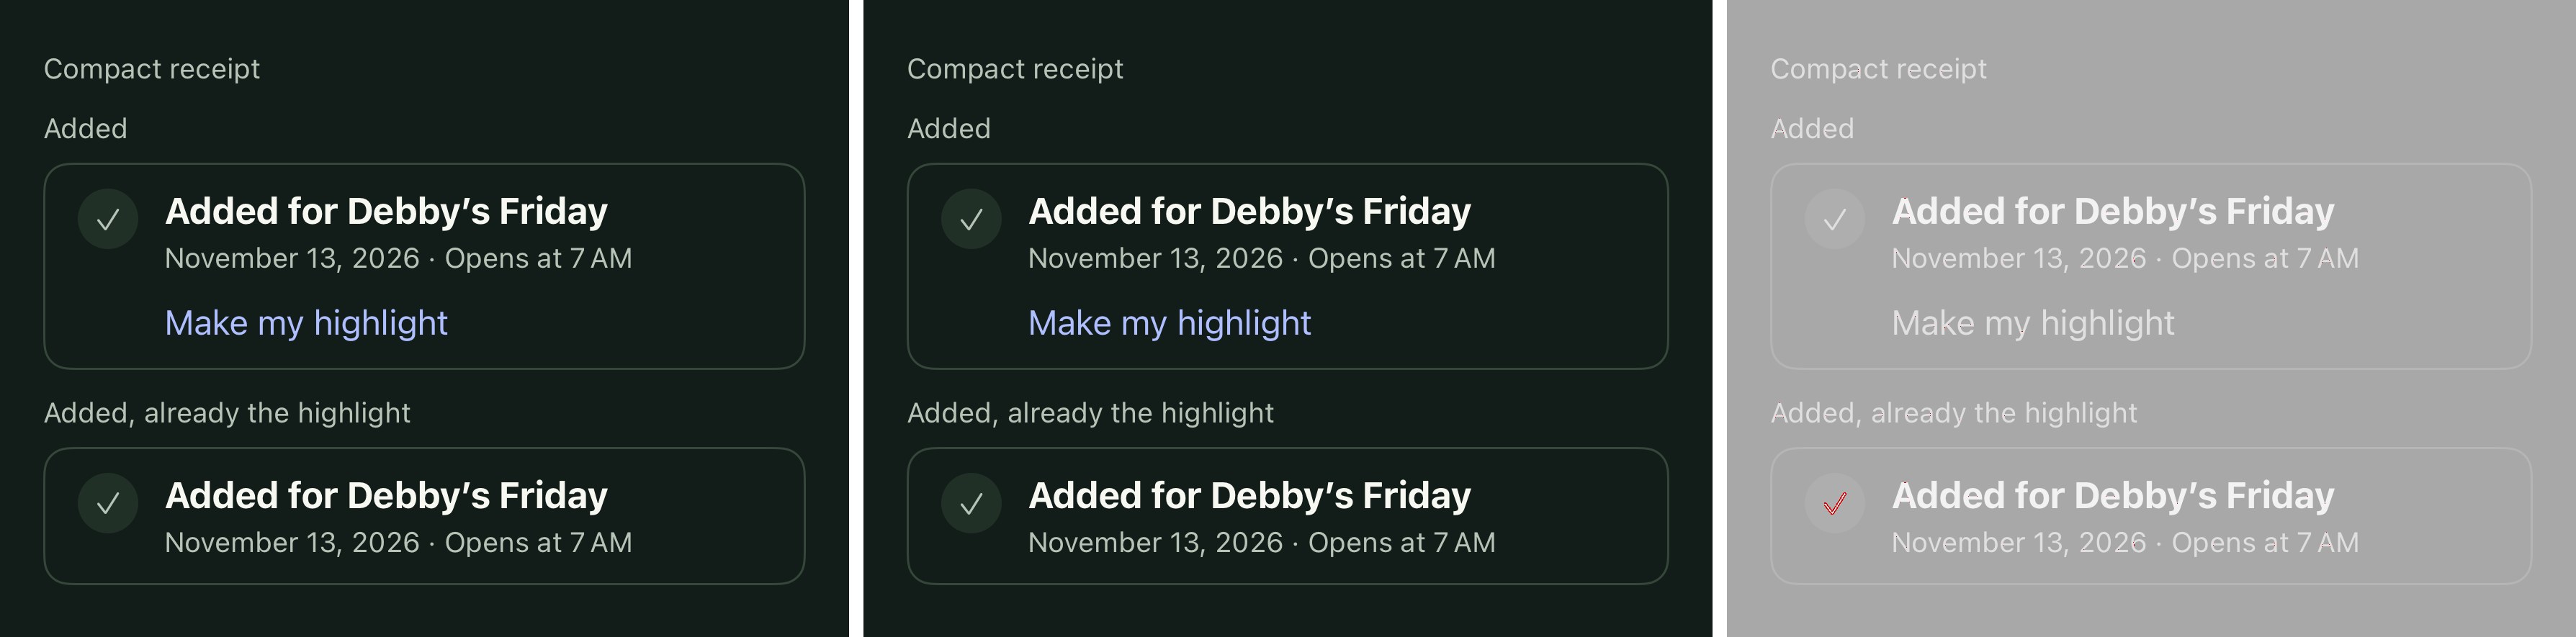 Compact receipt
Added
Added for Debby’s Friday
November 13, 2026 · Opens at 7 AM
Make my highlight
Added, already the highlight
Added for Debby’s Friday
November 13, 2026 · Opens at 7 AM
Compact receipt
Added
Added for Debby’s Friday
November 13, 2026 · Opens at 7 AM
Make my highlight
Added, already the highlight
Added for Debby’s Friday
November 13, 2026 · Opens at 7 AM
Compact receipt
Added
Added for Debby’s Friday
November 13, 2026 · Opens at 7 AM
Make my highlight
Added, already the highlight
Added for Debby’s Friday
November 13, 2026 · Opens at 7 AM